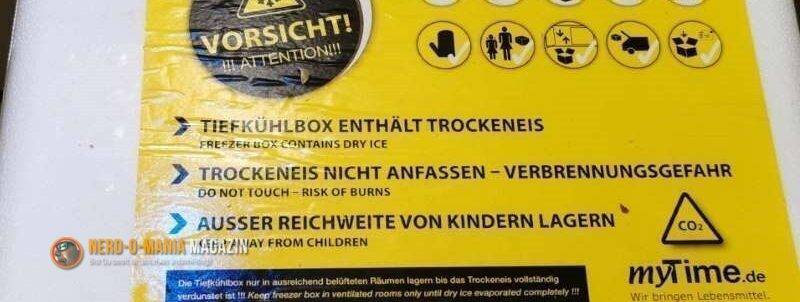 VORSICHT!
!!! ATTENTION!!!
TIEFKÜHLBOX ENTHÄLT TROCKENEIS
FREEZER BOX CONTAINS DRY ICE
TROCKENEIS NICHT ANFASSEN – VERBRENNUNGSGEFAHR
DO NOT TOUCH – RISK OF BURNS
AUSSER REICHWEITE VON KINDERN LAGERN
AWAY FROM CHILDREN
CO2
NERD-O-MANIA MAGAZIN
myTime.de
Wir bringen Lebensmittel.
Die Tiefkühlbox nur in ausreichend belüfteten Räumen lagern bis das Trockeneis vollständig
verdunstet ist !!! Keep freezer box in ventilated rooms only until dry ice evaporated completely !!!